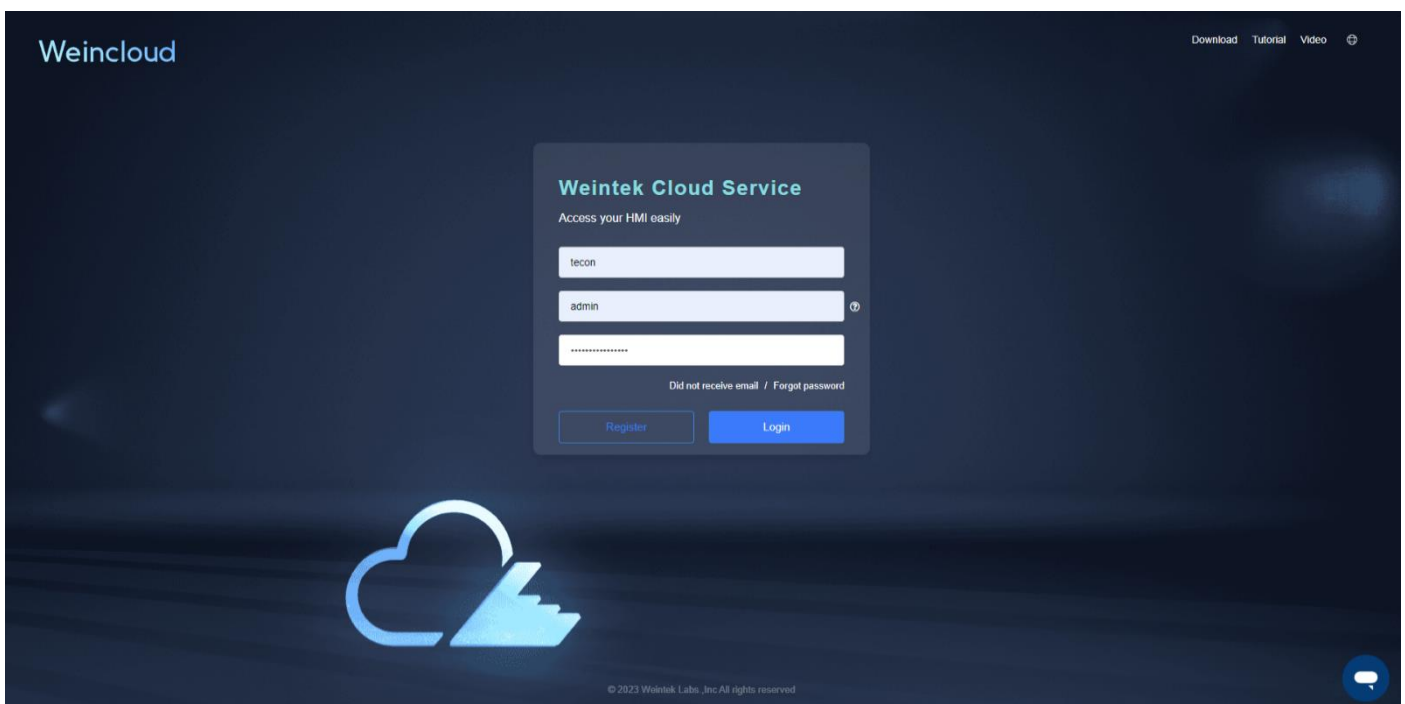 Weincloud
Download Tutorial Video
Weintek Cloud Service
Access your HMI easily
tecon
admin
················
Did not receive email / Forgot password
Register Login
© 2023 Weintek Labs ,Inc All rights reserved